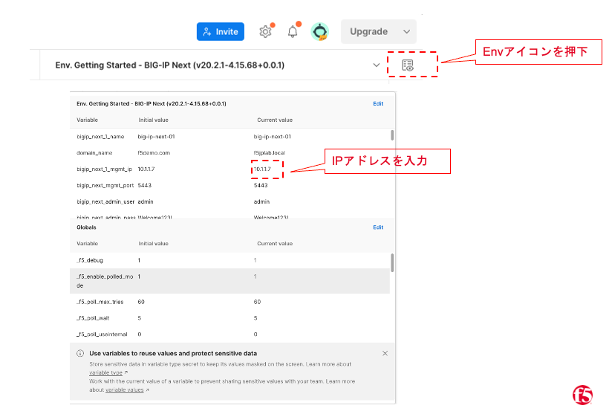 Invite
Upgrade
Envアイコンを押下
Env. Getting Started - BIG-IP Next (v20.2.1-4.15.68+0.0.1)
Env. Getting Started - BIG-IP Next (v20.2.1-4.15.68+0.0.1) Edit
Variable Initial value Current value
bigip_next_1_name big-ip-next-01 big-ip-next-01
domain_name f5demo.com f5jplab.local
bigip_next_1_mgmt_ip 10.1.1.7 10.1.1.7
IPアドレスを入力
bigip_next_mgmt_port 5443 5443
bigip_next_admin_user admin admin
bigip_next_admin_pass Welcome123! Welcome123!
Globals Edit
Variable Initial value Current value
_f5_debug 1 1
_f5_enable_polled_mo
de 1 1
_f5_poll_max_tries 60 60
_f5_poll_wait 5 5
_f5_poll_useinternal 0 0
Use variables to reuse values and protect sensitive data
Store sensitive data in variable type secret to keep its values masked on the screen. Learn more about
variable type ↗
Work with the current value of a variable to prevent sharing sensitive values with your team. Learn more
about variable values ↗
f5